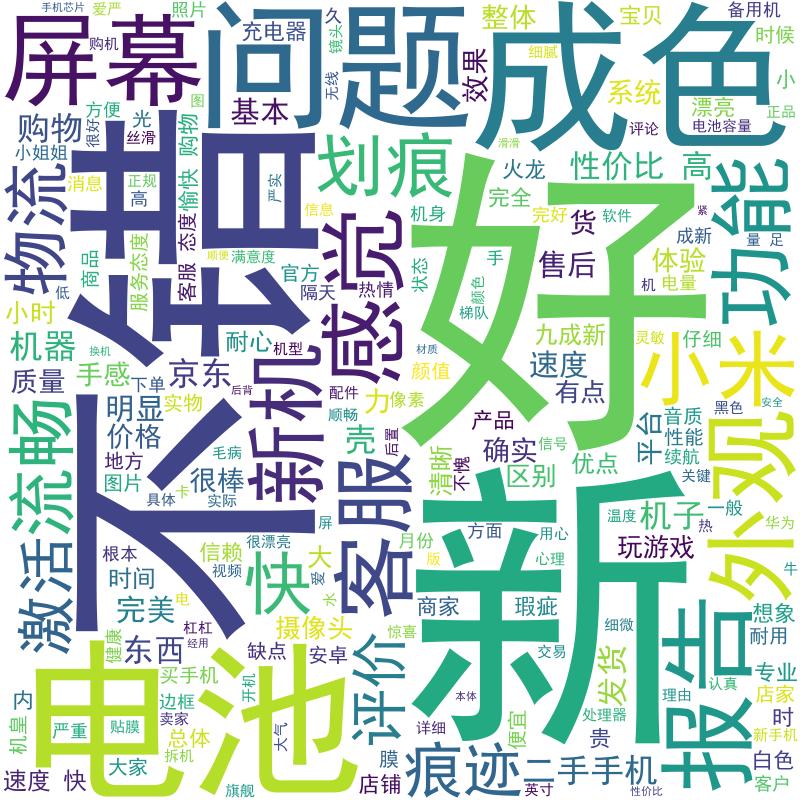 手机芯片
爱严
照片
久
整体
宝贝
备用机
屏幕
购机
问题
充电器
镜头
成色
细腻
时候
无线
效果
系统
小
方便
图
基本
漂亮
正品
购物
很好
光
丝滑
购物
评论
电池容量
小姐姐
不错
严实
划痕
滑滑
火龙
性价比
高
功能
物流
消息
正规
高
愉快
信息
机身
好
完全
完好
货
软件
紧
商品
服务态度
客服
态度
顺便
满意度
感觉
状态
手
售后
成新
量
足
体验
低
官方
隔天
热情
梯队
颜色
机
电量
小时
机器
换机
耐心
机型
材质
九成新
灵敏
仔细
质量
手感
下单
京东
后背
新机
配件
力
像素
颜值
速度
有点
小米
黑色
安全
流畅
明显
实物
顺畅
产品
价格
毛病
壳
后置
确实
信号
平台
音质
性能
外观
地方
图片
很棒
清晰
不愧
区别
优点
续航
关键
具体
卡
实际
屏
客服
新
激活
根本
信赖
很漂亮
大
月份
方面
用心
温度
机子
一般
热
华为
时间
视频
爱
版
心理
玩游戏
牛
完美
电
快
水
商家
瑕疵
报告
想象
杠杠
经用
摄像头
惊喜
细微
耐用
健康
东西
缺点
安卓
评价
交易
电池
买手机
发货
理由
认真
专业
内
边框
开机
本体
店家
机皇
严重
贴膜
卖家
总体
大气
详细
便宜
处理器
贵
时
新手机
拆机
膜
痕迹
二手手机
白色
速度
快
大家
旗舰
店铺
英寸
性价比
客户